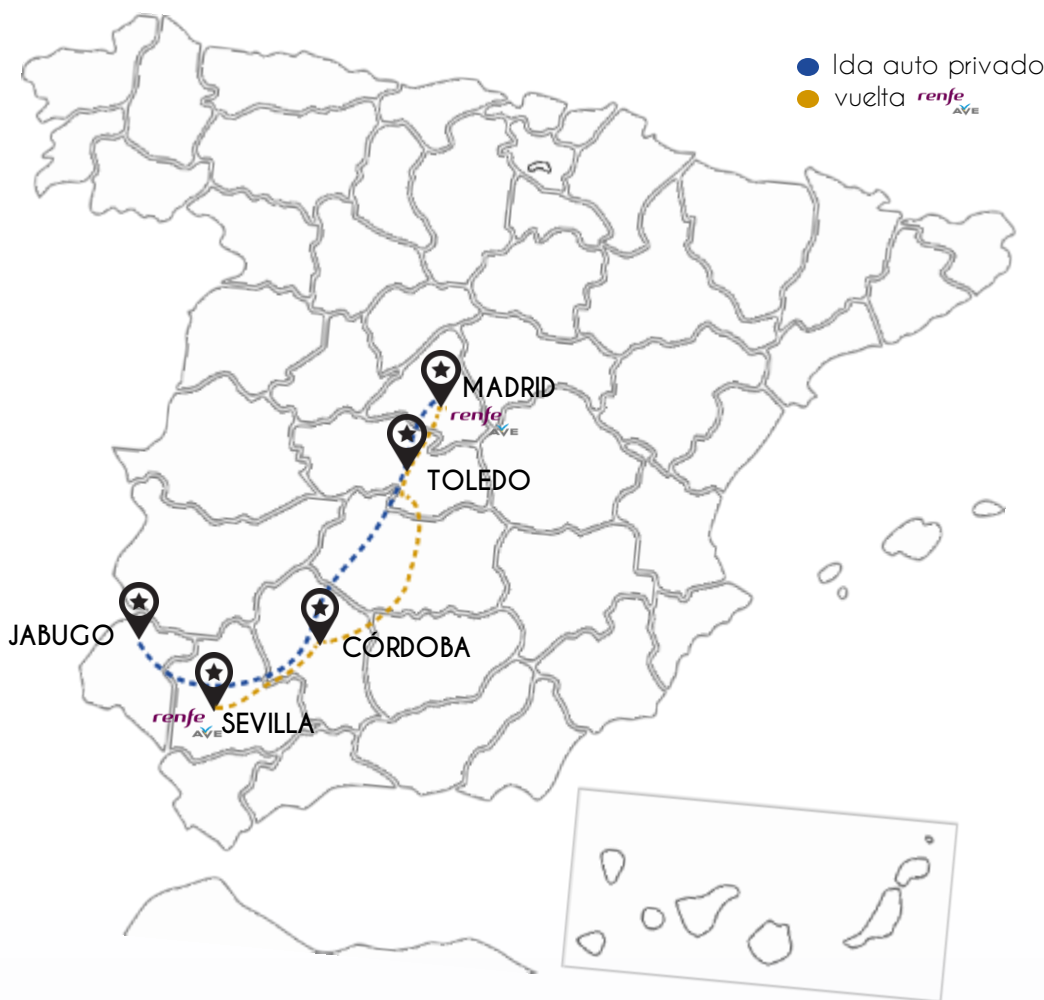 Ida auto privado
vuelta renfe AVE
MADRID
renfe AVE
TOLEDO
JABUGO
CÓRDOBA
renfe AVE
SEVILLA